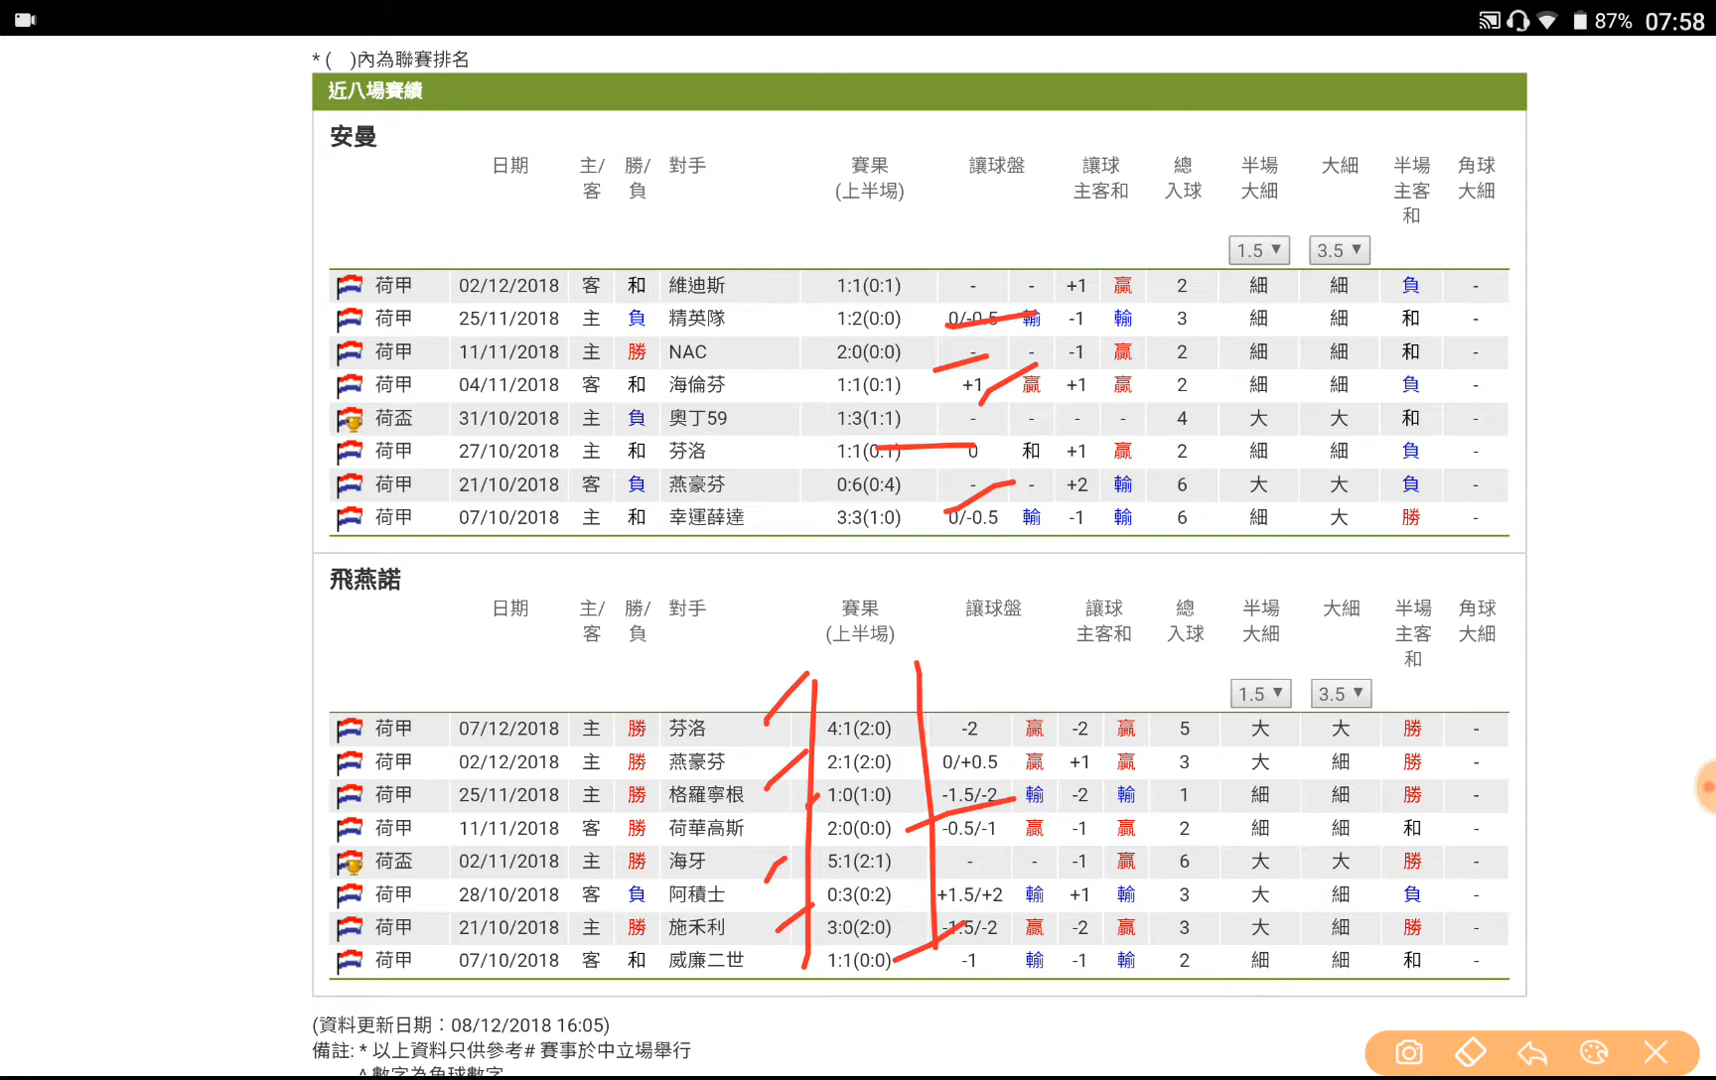 87% 07:58
* (　)內為聯賽排名
近八場賽績
安曼
日期 主/客 勝/負 對手 賽果(上半埸) 讓球盤 讓球主客和 總入球 半場大細 大細 半場主客和 角球大細
1.5 ▼ 3.5 ▼
荷甲 02/12/2018 客 和 維迪斯 1:1(0:1) - - +1 贏 2 細 細 負 -
荷甲 25/11/2018 主 負 精英隊 1:2(0:0) 0/-0.5 輸 -1 輸 3 細 細 和 -
荷甲 11/11/2018 主 勝 NAC 2:0(0:0) - - -1 贏 2 細 細 和 -
荷甲 04/11/2018 客 和 海倫芬 1:1(0:1) +1 贏 +1 贏 2 細 細 負 -
荷盃 31/10/2018 主 負 奧丁59 1:3(1:1) - - - - 4 大 大 和 -
荷甲 27/10/2018 主 和 芬洛 1:1(0:1) 0 和 +1 贏 2 細 細 負 -
荷甲 21/10/2018 客 負 燕豪芬 0:6(0:4) - - +2 輸 6 大 大 負 -
荷甲 07/10/2018 主 和 幸運薛達 3:3(1:0) 0/-0.5 輸 -1 輸 6 細 大 勝 -
飛燕諾
日期 主/客 勝/負 對手 賽果(上半埸) 讓球盤 讓球主客和 總入球 半場大細 大細 半場主客和 角球大細
1.5 ▼ 3.5 ▼
荷甲 07/12/2018 主 勝 芬洛 4:1(2:0) -2 贏 -2 贏 5 大 大 勝 -
荷甲 02/12/2018 主 勝 燕豪芬 2:1(2:0) 0/+0.5 贏 +1 贏 3 大 細 勝 -
荷甲 25/11/2018 主 勝 格羅寧根 1:0(1:0) -1.5/-2 輸 -2 輸 1 細 細 勝 -
荷甲 11/11/2018 客 勝 荷華高斯 2:0(0:0) -0.5/-1 贏 -1 贏 2 細 細 和 -
荷盃 02/11/2018 主 勝 海牙 5:1(2:1) - - -1 贏 6 大 大 勝 -
荷甲 28/10/2018 客 負 阿積士 0:3(0:2) +1.5/+2 輸 +1 輸 3 大 細 負 -
荷甲 21/10/2018 主 勝 施禾利 3:0(2:0) -1.5/-2 贏 -2 贏 3 大 細 勝 -
荷甲 07/10/2018 客 和 威廉二世 1:1(0:0) -1 輸 -1 輸 2 細 細 和 -
(資料更新日期：08/12/2018 16:05)
備註: * 以上資料只供參考# 賽事於中立場舉行
^ 數字為角球數字